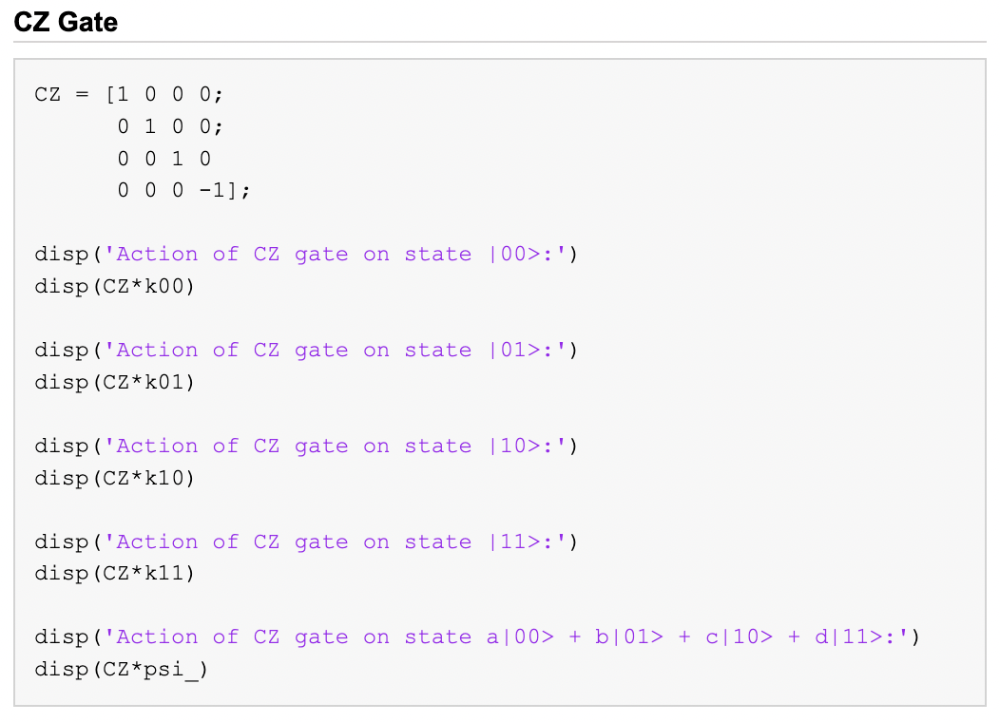 CZ Gate
CZ = [1 0 0 0;
0 1 0 0;
0 0 1 0
0 0 0 -1];
disp('Action of CZ gate on state |00>:')
disp(CZ*k00)
disp('Action of CZ gate on state |01>:')
disp(CZ*k01)
disp('Action of CZ gate on state |10>:')
disp(CZ*k10)
disp('Action of CZ gate on state |11>:')
disp(CZ*k11)
disp('Action of CZ gate on state a|00> + b|01> + c|10> + d|11>:')
disp(CZ*psi_)